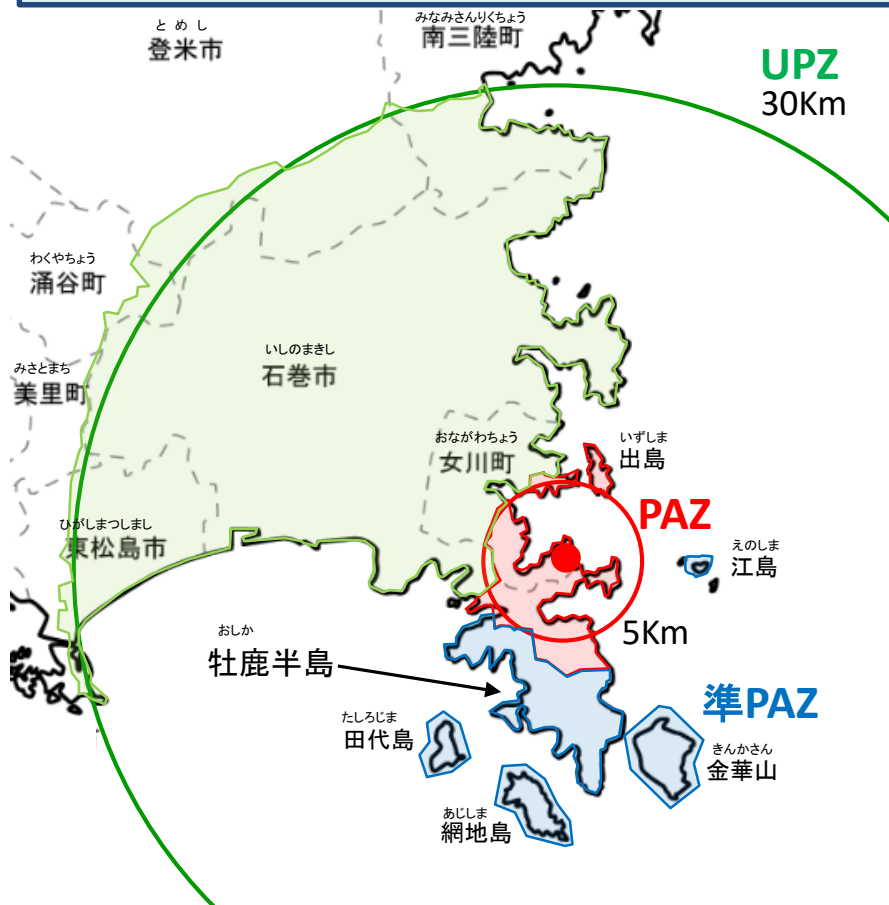 とめし
登米市
みなみさんりくちょう
南三陸町
UPZ
30Km
わくやちょう
涌谷町
みさとまち
美里町
いしのまきし
石巻市
おながわちょう
女川町
いずしま
出島
PAZ
ひがしまつしまし
東松島市
えのしま
江島
5Km
おしか
牡鹿半島
準PAZ
たしろじま
田代島
きんかさん
金華山
あじしま
網地島